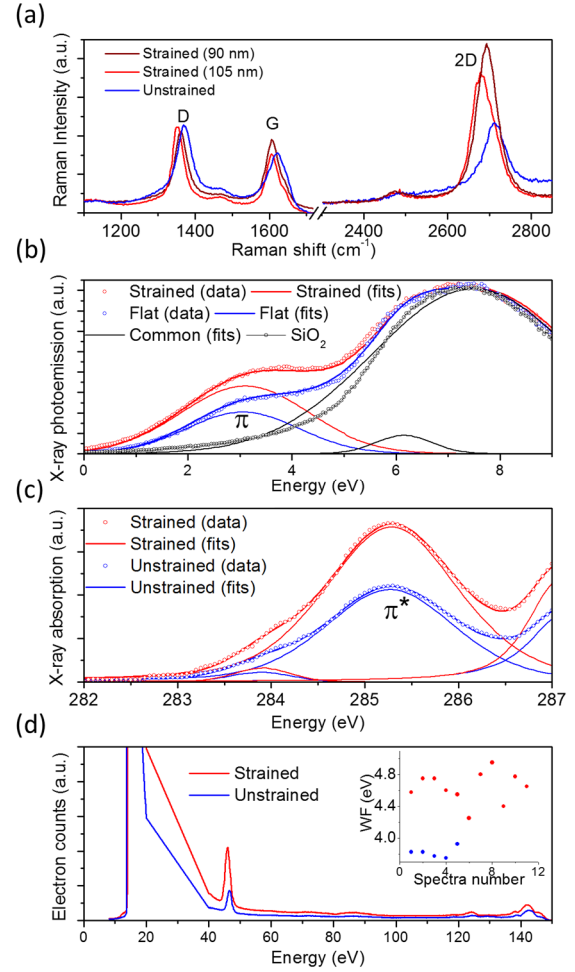 (a)
Raman Intensity (a.u.)
Strained (90 nm)
Strained (105 nm)
Unstrained
D
G
2D
1200 1400 1600 2400 2600 2800
Raman shift (cm-1)
(b)
X-ray photoemission (a.u.)
Strained (data) Strained (fits)
Flat (data) Flat (fits)
Common (fits) SiO2
π
0 2 4 6 8
Energy (eV)
(c)
X-ray absorption (a.u.)
Strained (data)
Strained (fits)
Unstrained (data)
Unstrained (fits)
π*
282 283 284 285 286 287
Energy (eV)
(d)
Electron counts (a.u.)
Strained
Unstrained
WF (eV)
4.8
4.4
4.0
0 4 8 12
Spectra number
0 20 40 60 80 100 120 140
Energy (eV)